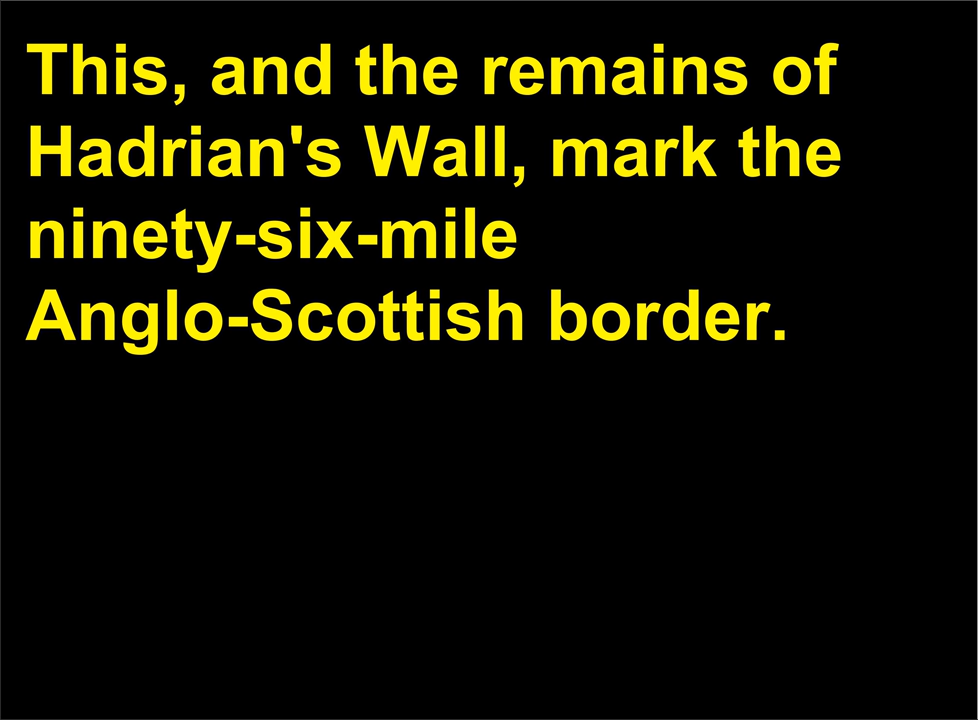 This, and the remains of
Hadrian's Wall, mark the
ninety-six-mile
Anglo-Scottish border.